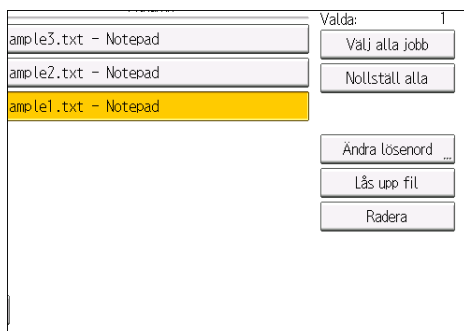 Valda: 1
ample3.txt - Notepad
Välj alla jobb
ample2.txt - Notepad
Nollställ alla
ample1.txt - Notepad
Ändra lösenord ...
Lås upp fil
Radera